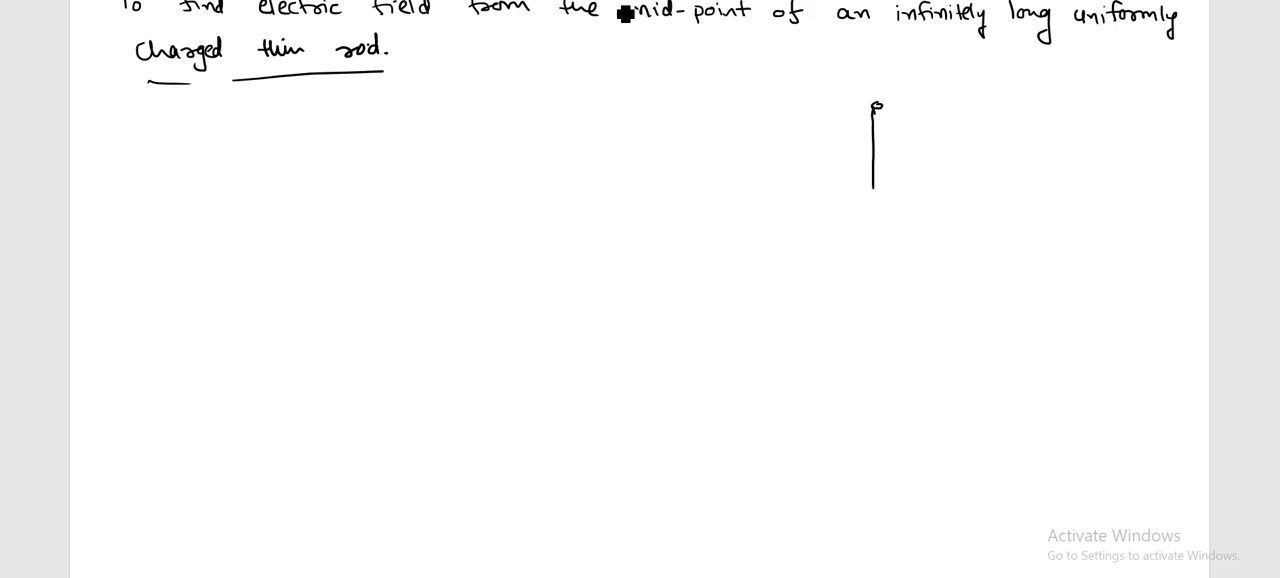 To find electric field from the mid-point of an infinitely long uniformly
charged thin rod.
Activate Windows
Go to Settings to activate Windows.